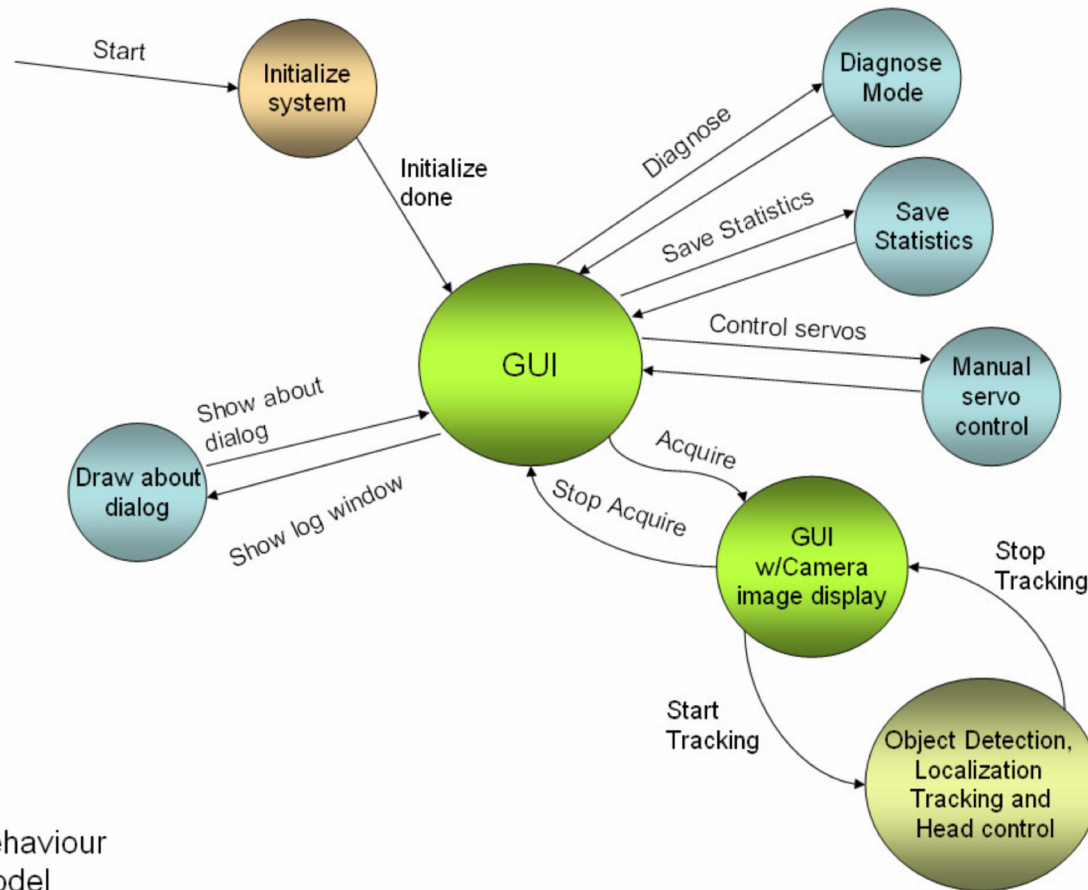 Start
Initialize
system
Initialize
done
Diagnose
Diagnose
Mode
Save Statistics
Save
Statistics
Control servos
Manual
servo
control
GUI
Show about
dialog
Draw about
dialog
Show log window
Acquire
Stop Acquire
GUI
w/Camera
image display
Stop
Tracking
Start
Tracking
Object Detection,
Localization
Tracking and
Head control